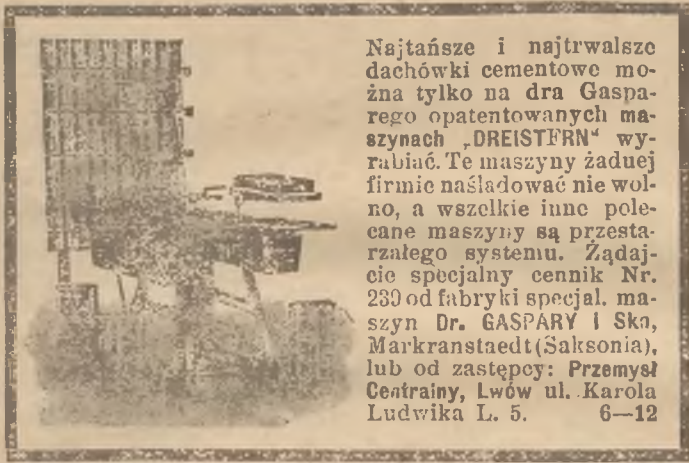 Najtańsze i najtrwalsze
dachówki cementowe mo-
żna tylko na dra Gaspa-
rego opatentowanych ma-
szynach „DREISTERN“ wy-
rabiać. Te maszyny żadnej
firmie naśladować nie wol-
no, a wszelkie inne pole-
cane maszyny są przesta-
rzałego systemu. Żądaj-
cie specjalny cennik Nr.
230 od fabryki specjal. ma-
szyn Dr. GASPARY i Ska,
Markranstaedt (Saksonia),
lub od zastępcy: Przemysł
Centralny, Lwów ul. Karola
Ludwika L. 5. 6—12